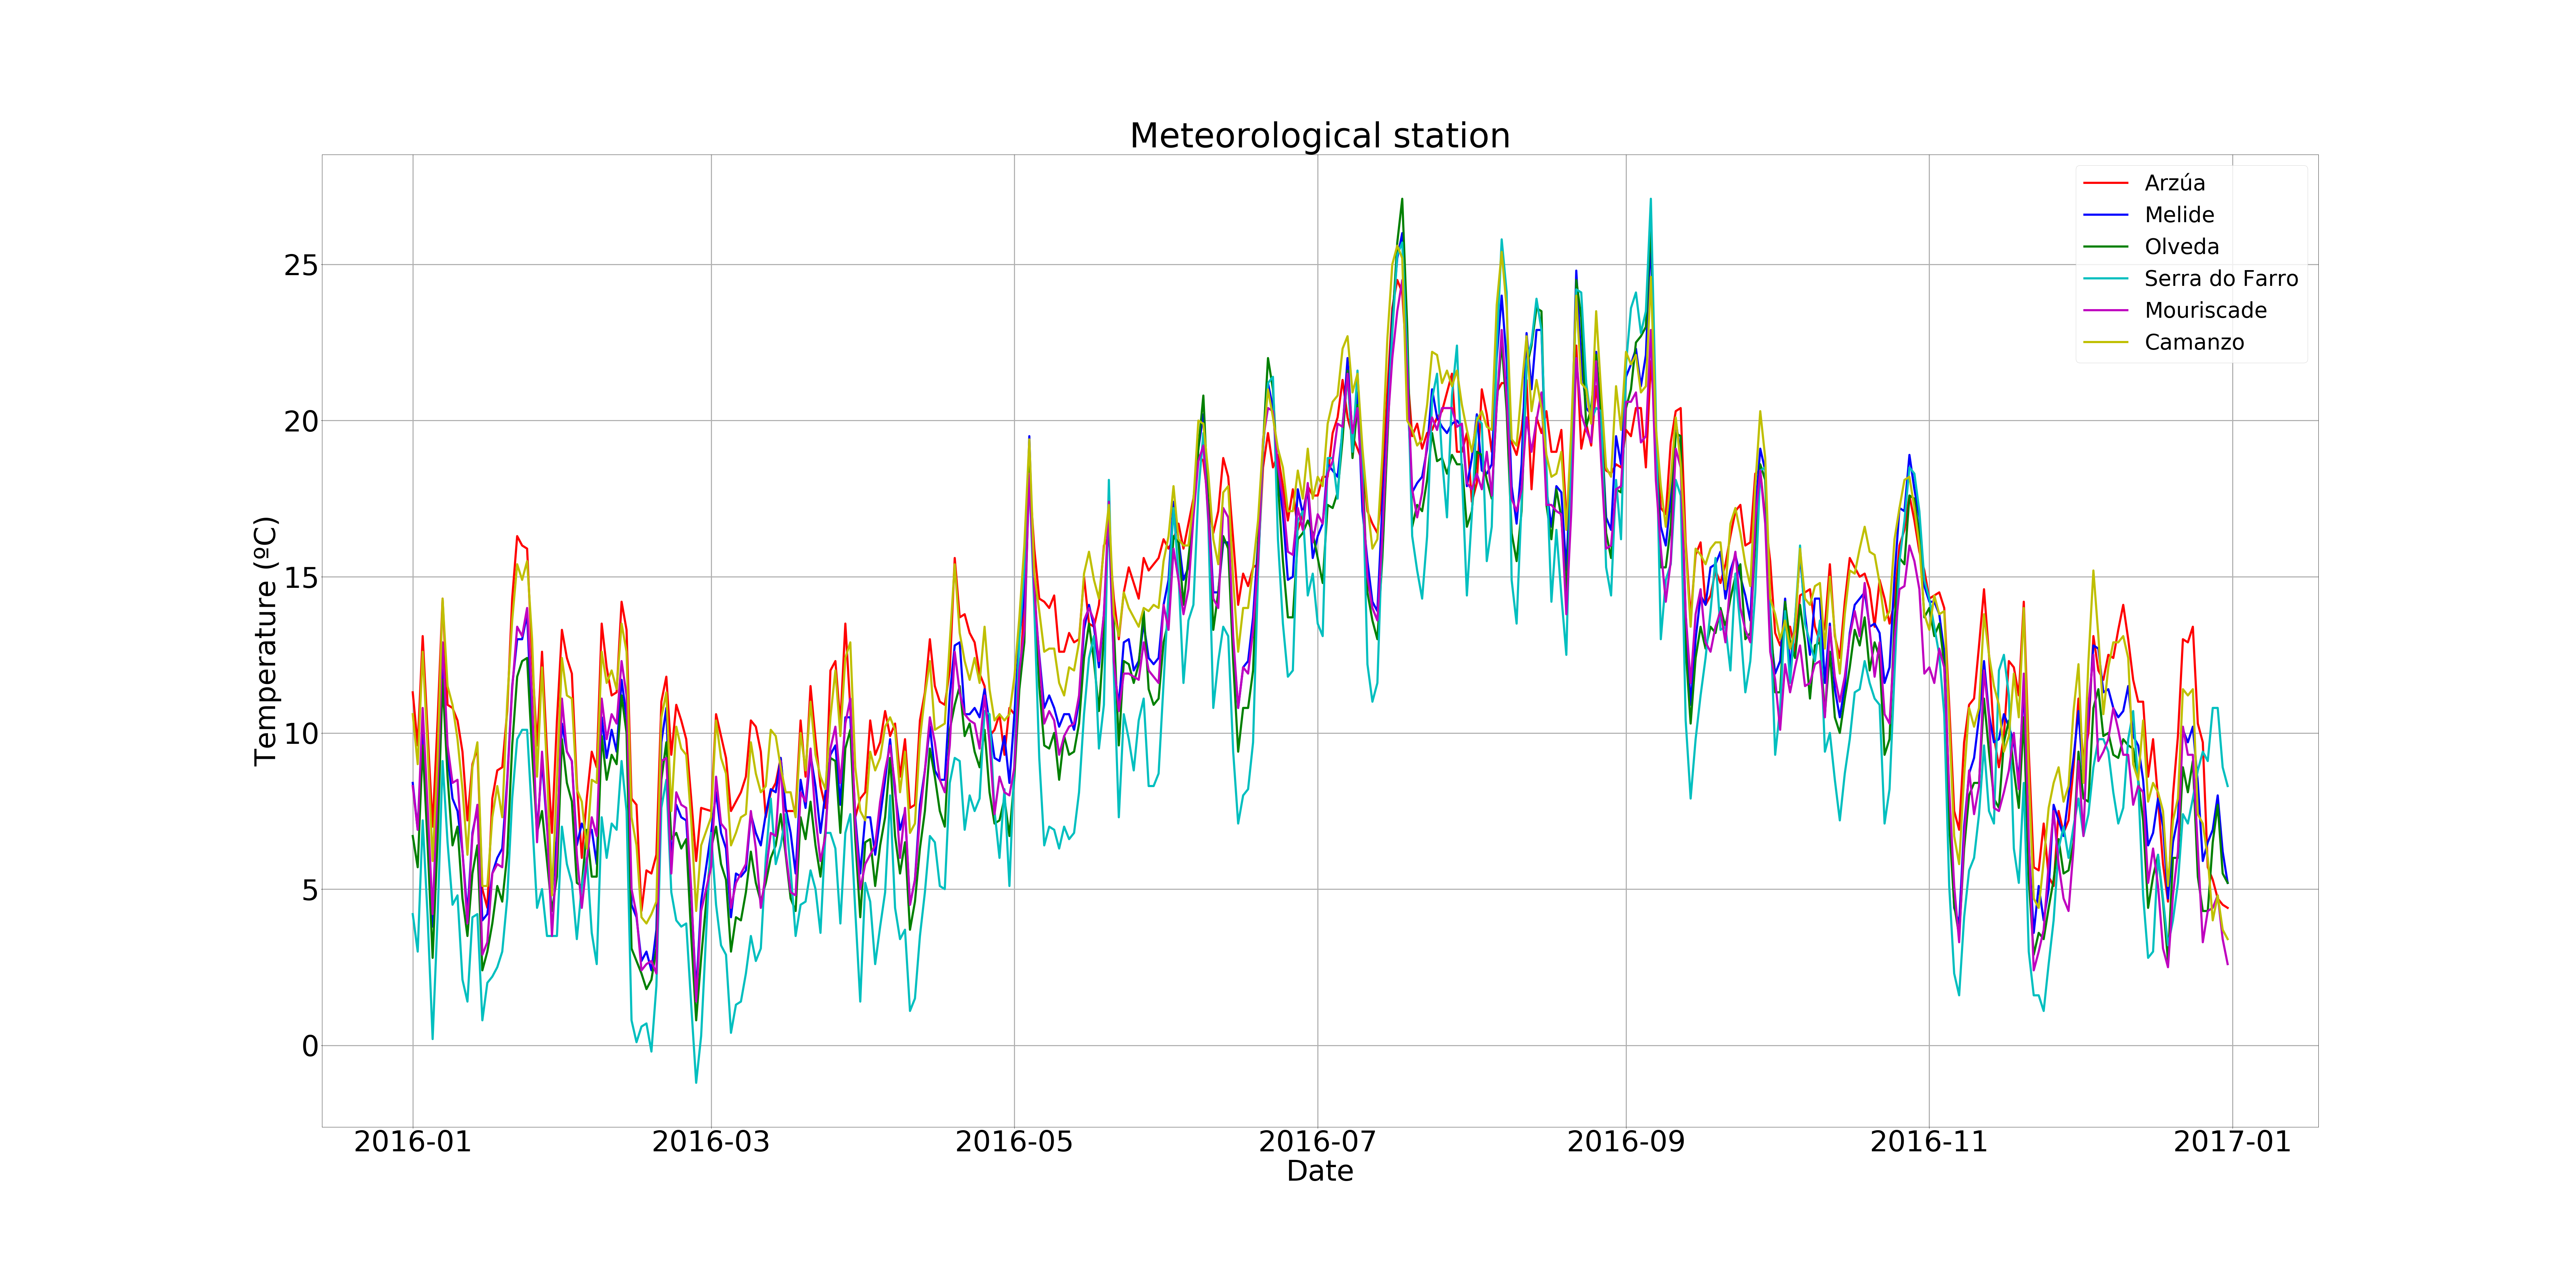 Meteorological station
Arzúa
Melide
Olveda
Serra do Farro
Mouriscade
Camanzo
Temperature (ºC)
25
20
15
10
5
0
2016-01 2016-03 2016-05 2016-07 2016-09 2016-11 2017-01
Date